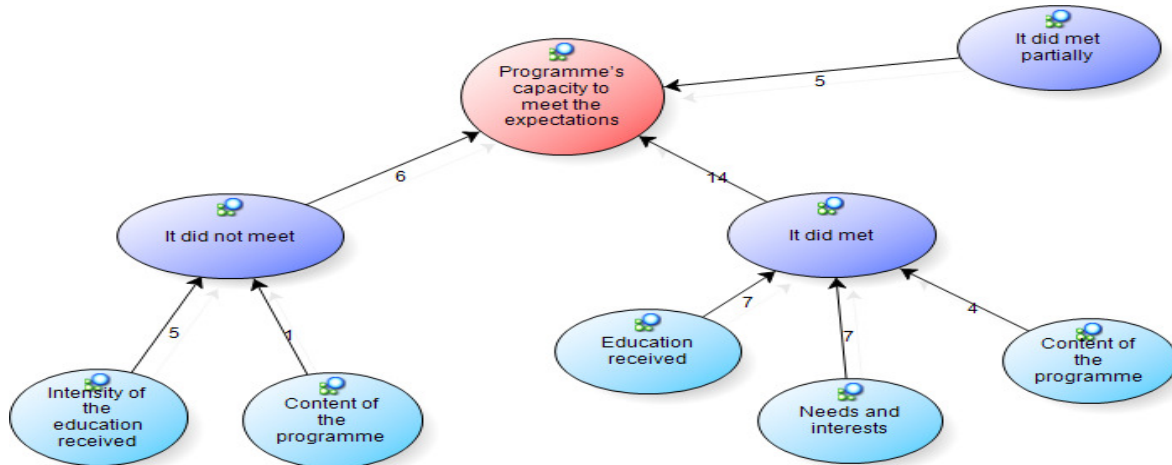 It did met
partially
Programme's
capacity to
meet the
expectations
5
6
14
It did not meet
It did met
5
1
7
7
4
Education
received
Content of
the
programme
Intensity of
the
education
received
Content of
the
programme
Needs and
interests